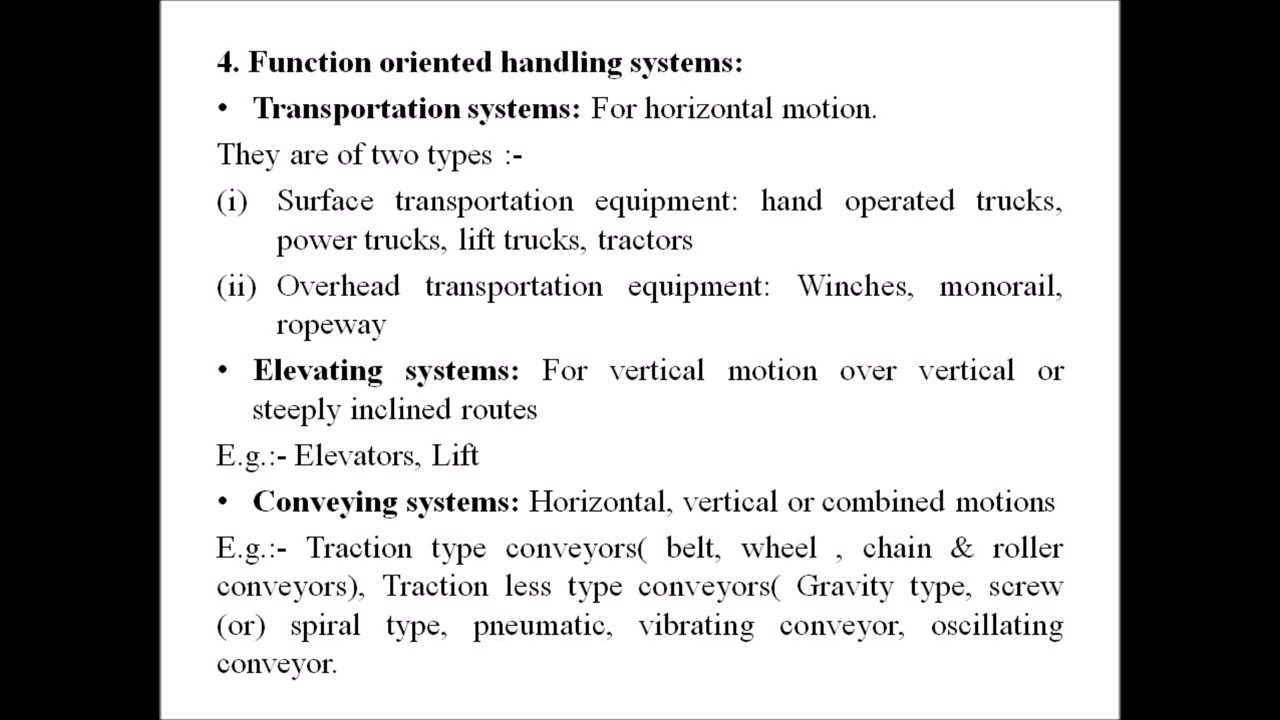 4. Function oriented handling systems:
• Transportation systems: For horizontal motion.
They are of two types :-
(i) Surface transportation equipment: hand operated trucks,
power trucks, lift trucks, tractors
(ii) Overhead transportation equipment: Winches, monorail,
ropeway
• Elevating systems: For vertical motion over vertical or
steeply inclined routes
E.g.:- Elevators, Lift
• Conveying systems: Horizontal, vertical or combined motions
E.g.:- Traction type conveyors( belt, wheel , chain & roller
conveyors), Traction less type conveyors( Gravity type, screw
(or) spiral type, pneumatic, vibrating conveyor, oscillating
conveyor.